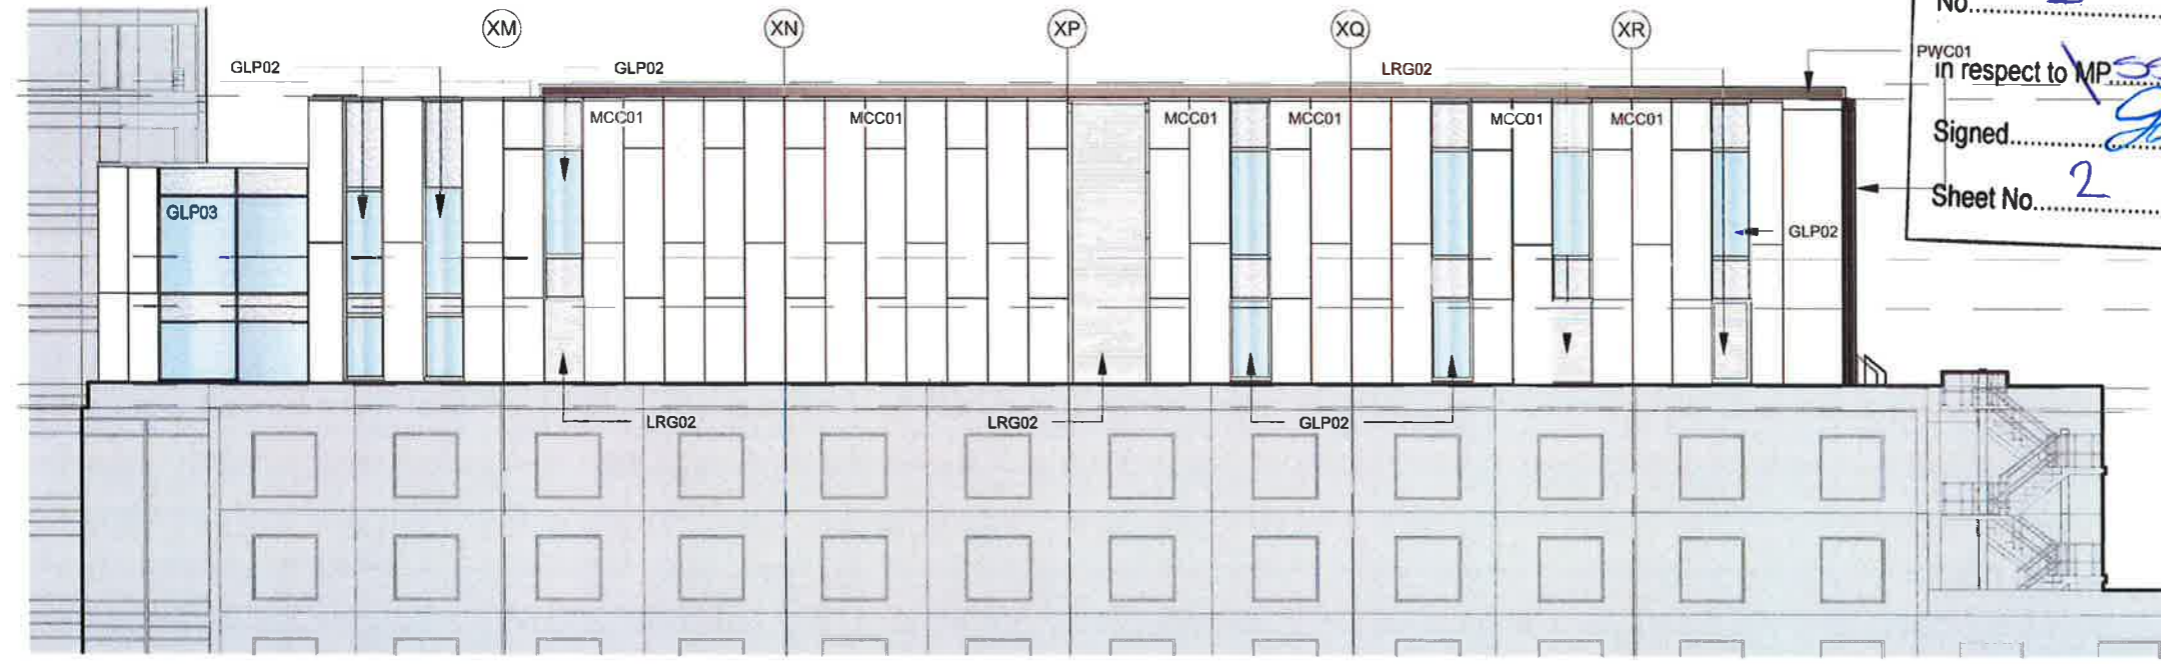 XM
XN
XP
XQ
XR
No.
PWC01
GLP02
GLP02
LRG02
in respect to MP
MCC01
MCC01
MCC01
MCC01
MCC01
MCC01
Signed
Sheet No. 2
GLP03
GLP02
LRG02
LRG02
GLP02